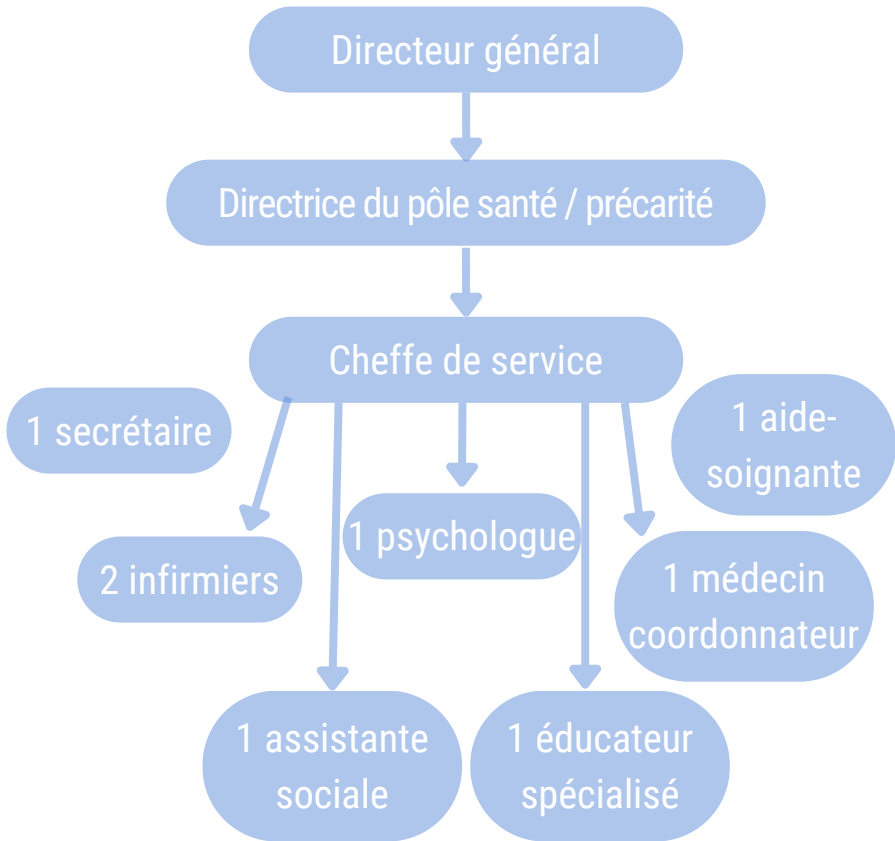 Directeur général
Directrice du pôle santé / précarité
Cheffe de service
1 secrétaire
1 aide-
soignante
1 psychologue
2 infirmiers
1 médecin
coordonnateur
1 assistante
sociale
1 éducateur
spécialisé